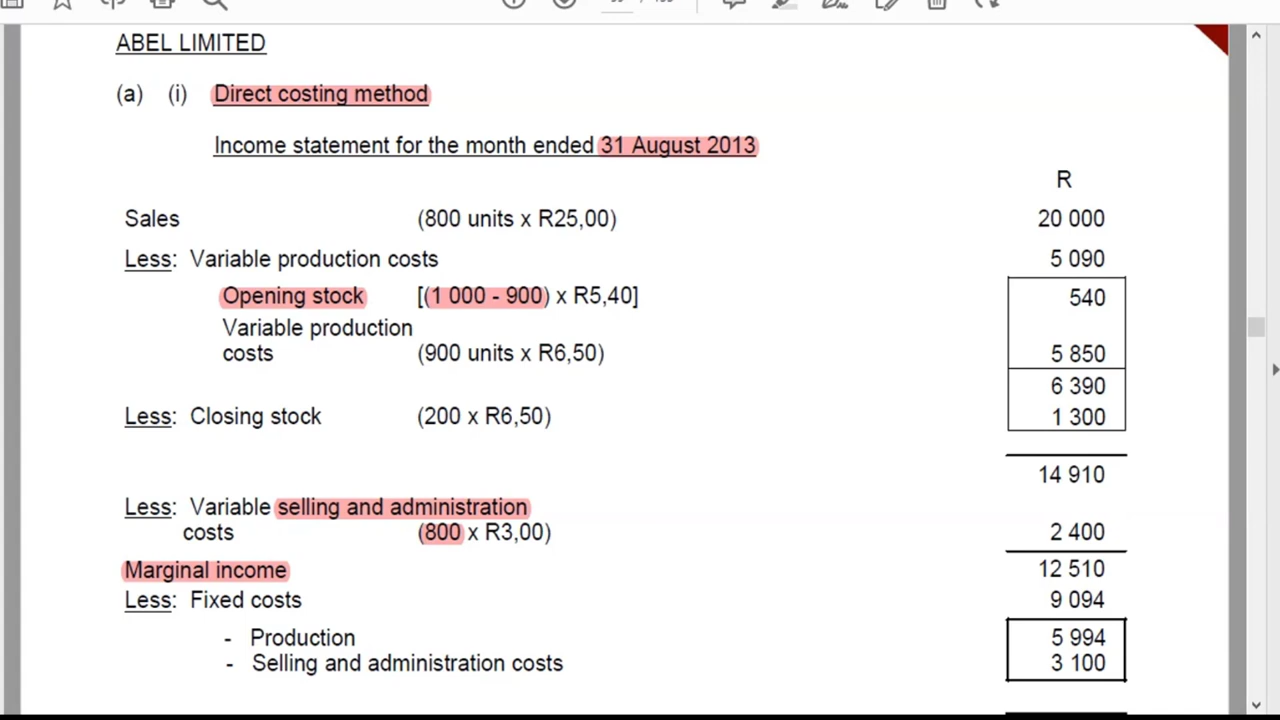 ABEL LIMITED
(a) (i) Direct costing method
Income statement for the month ended 31 August 2013
R
Sales (800 units x R25,00) 20 000
Less: Variable production costs 5 090
Opening stock [(1 000 - 900) x R5,40] 540
Variable production
costs (900 units x R6,50) 5 850
6 390
Less: Closing stock (200 x R6,50) 1 300
14 910
Less: Variable selling and administration
costs (800 x R3,00) 2 400
Marginal income 12 510
Less: Fixed costs 9 094
- Production 5 994
- Selling and administration costs 3 100